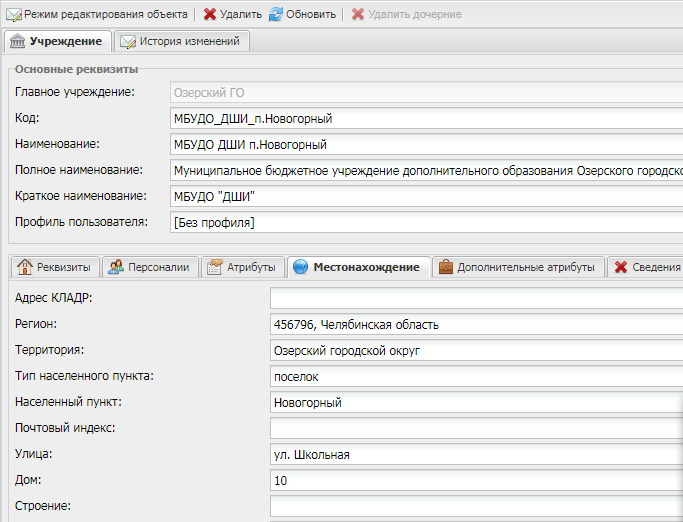 Режим редактирования объекта Удалить Обновить Удалить дочерние
Учреждение История изменений
Основные реквизиты
Главное учреждение: Озерский ГО
Код: МБУДО_ДШИ_п.Новогорный
Наименование: МБУДО ДШИ п.Новогорный
Полное наименование: Муниципальное бюджетное учреждение дополнительного образования Озерского городско
Краткое наименование: МБУДО "ДШИ"
Профиль пользователя: [Без профиля]
Реквизиты Персоналии Атрибуты Местонахождение Дополнительные атрибуты Сведения
Адрес КЛАДР:
Регион: 456796, Челябинская область
Территория: Озерский городской округ
Тип населенного пункта: поселок
Населенный пункт: Новогорный
Почтовый индекс:
Улица: ул. Школьная
Дом: 10
Строение: